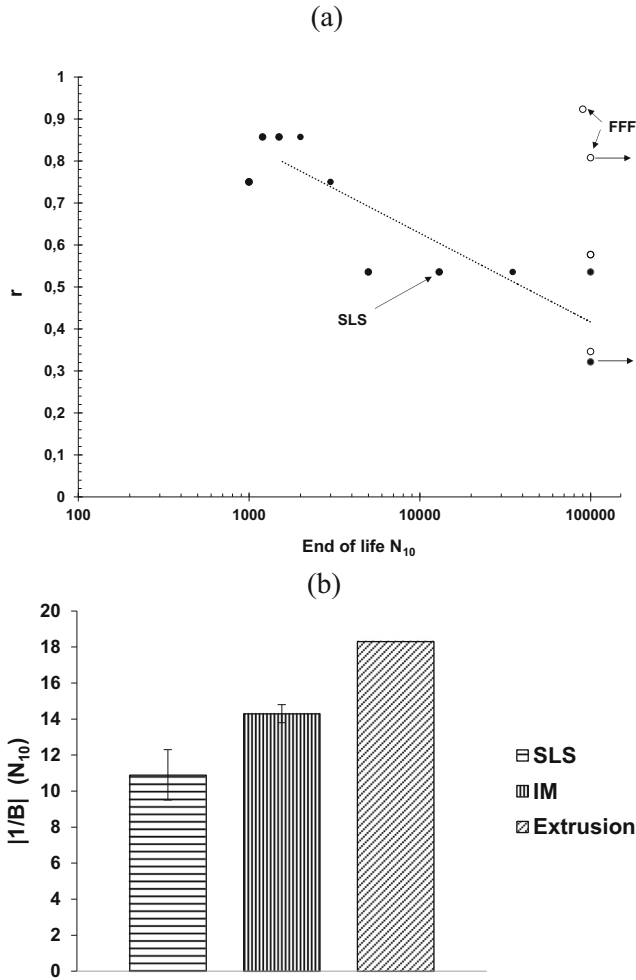 (a)
1
0,9
0,8
0,7
0,6
0,5
0,4
0,3
0,2
0,1
0
r
FFF
SLS
100
1000
10000
100000
End of life N₁₀
(b)
20
18
16
14
12
10
8
6
4
2
0
|1/B| (N₁₀)
SLS
IM
Extrusion